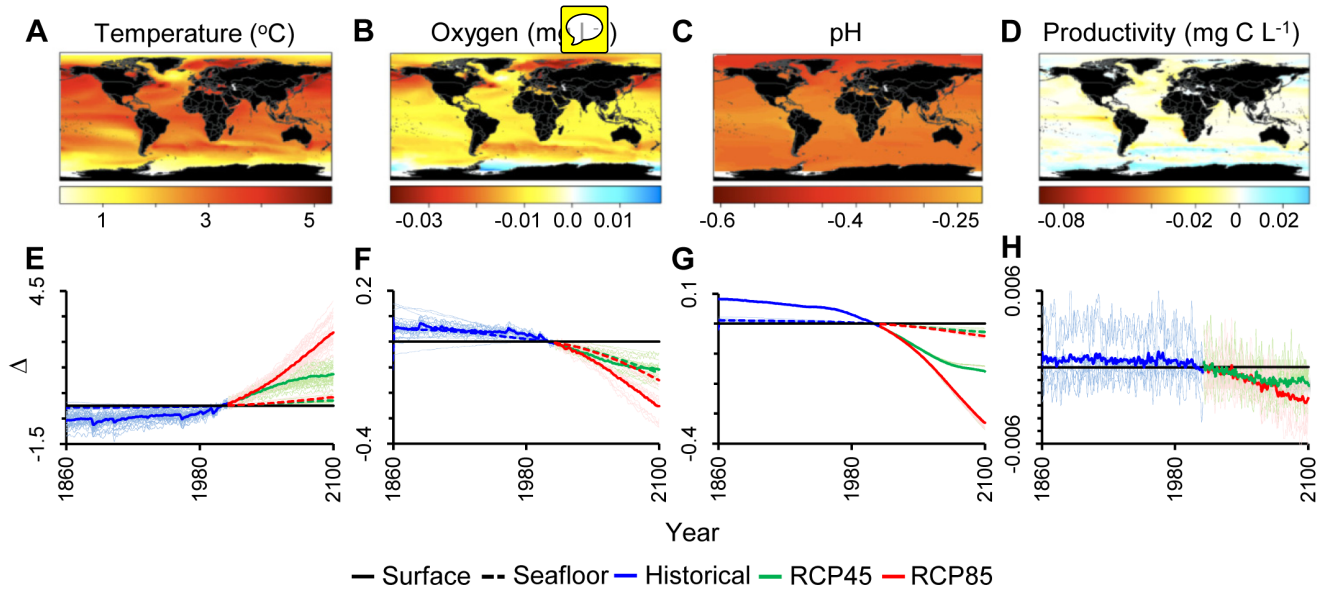 A Temperature (oC) B Oxygen (mg L-1) C pH D Productivity (mg C L-1)
1 3 5 -0.03 -0.01 0.0 0.01 -0.6 -0.4 -0.25 -0.08 -0.02 0 0.02
E F G H
4.5 0.2 0.1 0.006
Δ
-1.5 -0.4 -0.4 -0.006
1860 1980 2100 1860 1980 2100 1860 1980 2100 1860 1980 2100
Year
Surface Seafloor Historical RCP45 RCP85